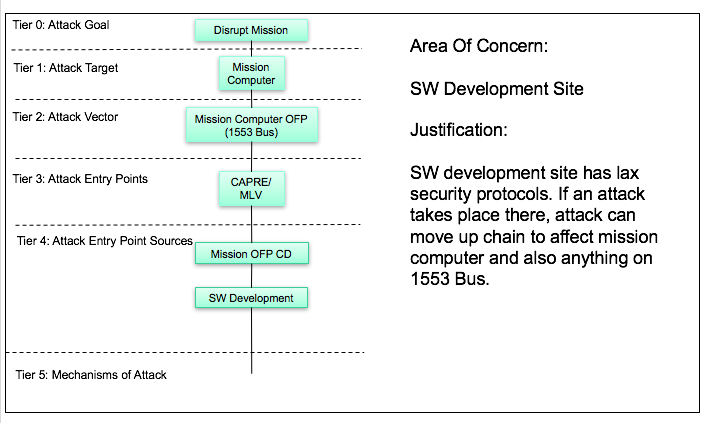 Tier 0: Attack Goal
Disrupt Mission
Tier 1: Attack Target
Mission
Computer
Tier 2: Attack Vector
Mission Computer OFP
(1553 Bus)
Tier 3: Attack Entry Points
CAPRE/
MLV
Tier 4: Attack Entry Point Sources
Mission OFP CD
SW Development
Tier 5: Mechanisms of Attack
Area Of Concern:
SW Development Site
Justification:
SW development site has lax
security protocols. If an attack
takes place there, attack can
move up chain to affect mission
computer and also anything on
1553 Bus.